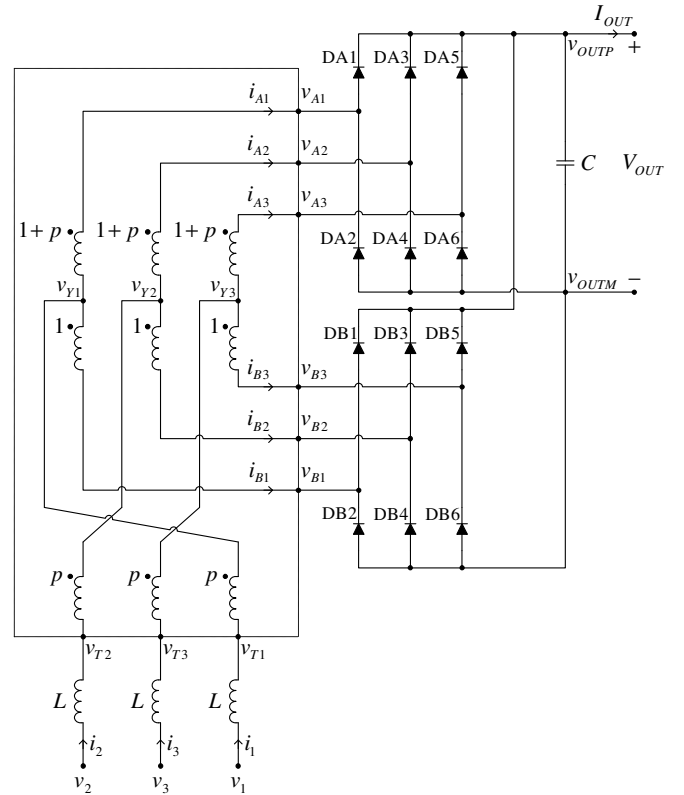 I_OUT
DA1 DA3 DA5 v_OUTP +
i_A1 v_A1
i_A2 v_A2
C V_OUT
i_A3 v_A3
1+p 1+p 1+p
DA2 DA4 DA6
v_Y1 v_Y2 v_Y3 v_OUTM −
1 1 1 DB1 DB3 DB5
i_B3 v_B3
i_B2 v_B2
i_B1 v_B1
DB2 DB4 DB6
p p p
v_T2 v_T3 v_T1
L L L
i_2 i_3 i_1
v_2 v_3 v_1